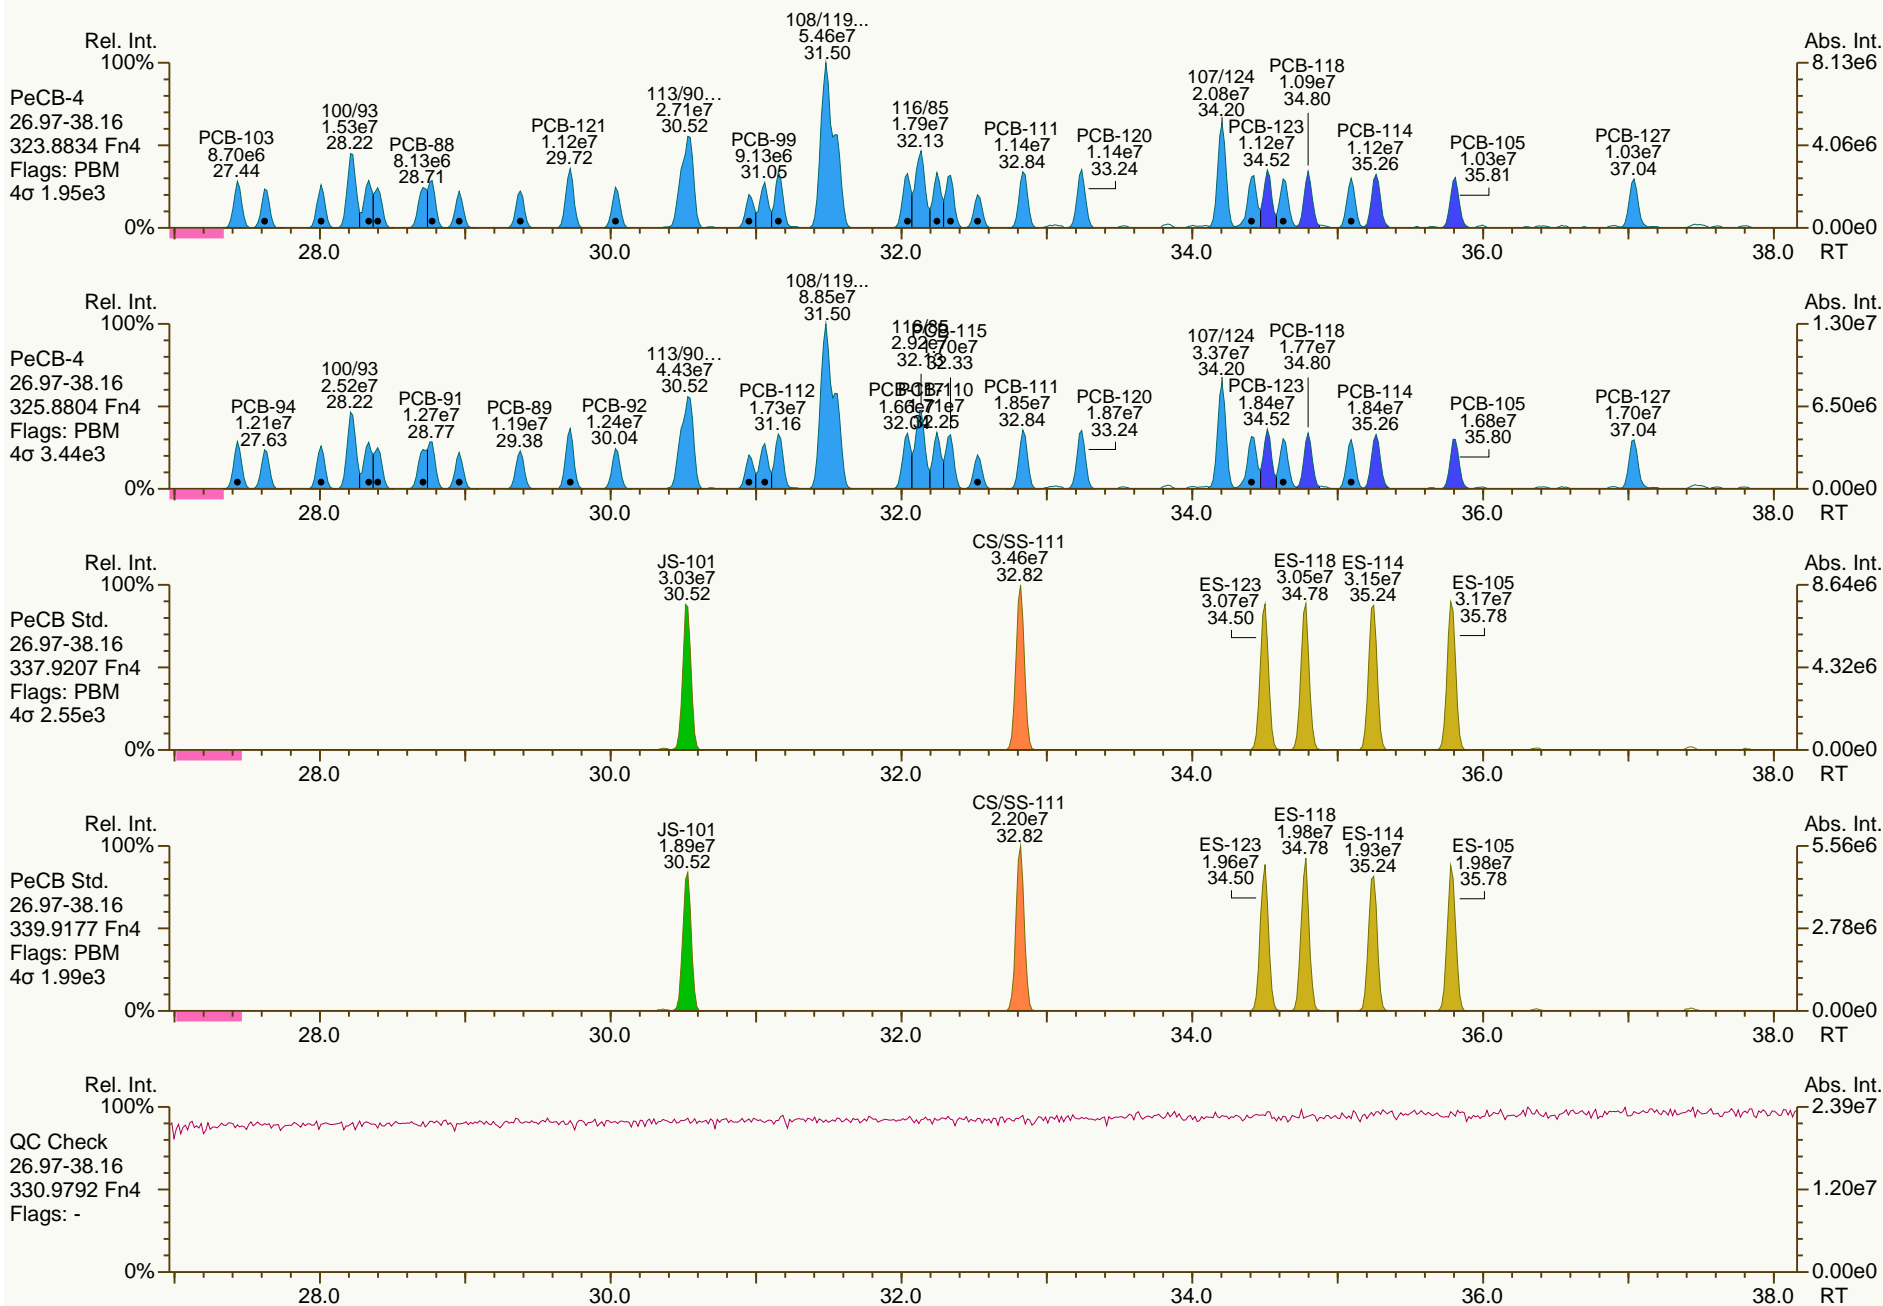 Rel. Int.
Abs. Int.
100%
0%
8.13e6
4.06e6
0.00e0
PeCB-4
26.97-38.16
323.8834 Fn4
Flags: PBM
4σ 1.95e3
PCB-103
8.70e6
27.44
100/93
1.53e7
28.22
PCB-88
8.13e6
28.71
PCB-121
1.12e7
29.72
113/90...
2.71e7
30.52
PCB-99
9.13e6
31.05
108/119...
5.46e7
31.50
116/85
1.79e7
32.13
PCB-111
1.14e7
32.84
PCB-120
1.14e7
33.24
107/124
2.08e7
34.20
PCB-123
1.12e7
34.52
PCB-118
1.09e7
34.80
PCB-114
1.12e7
35.26
PCB-105
1.03e7
35.81
PCB-127
1.03e7
37.04
28.0 30.0 32.0 34.0 36.0 38.0 RT
Rel. Int.
Abs. Int.
100%
0%
1.30e7
6.50e6
0.00e0
PeCB-4
26.97-38.16
325.8804 Fn4
Flags: PBM
4σ 3.44e3
PCB-94
1.21e7
27.63
100/93
2.52e7
28.22
PCB-91
1.27e7
28.77
PCB-89
1.19e7
29.38
PCB-92
1.24e7
30.04
113/90...
4.43e7
30.52
PCB-112
1.73e7
31.16
108/119...
8.85e7
31.50
116/85
2.92e7
32.13
PCB-115
1.70e7
32.33
32.25
PCB-111
1.85e7
32.84
PCB-120
1.87e7
33.24
107/124
3.37e7
34.20
PCB-123
1.84e7
34.52
PCB-118
1.77e7
34.80
PCB-114
1.84e7
35.26
PCB-105
1.68e7
35.80
PCB-127
1.70e7
37.04
28.0 30.0 32.0 34.0 36.0 38.0 RT
Rel. Int.
Abs. Int.
100%
0%
8.64e6
4.32e6
0.00e0
PeCB Std.
26.97-38.16
337.9207 Fn4
Flags: PBM
4σ 2.55e3
JS-101
3.03e7
30.52
CS/SS-111
3.46e7
32.82
ES-123
3.07e7
34.50
ES-118
3.05e7
34.78
ES-114
3.15e7
35.24
ES-105
3.17e7
35.78
28.0 30.0 32.0 34.0 36.0 38.0 RT
Rel. Int.
Abs. Int.
100%
0%
5.56e6
2.78e6
0.00e0
PeCB Std.
26.97-38.16
339.9177 Fn4
Flags: PBM
4σ 1.99e3
JS-101
1.89e7
30.52
CS/SS-111
2.20e7
32.82
ES-123
1.96e7
34.50
ES-118
1.98e7
34.78
ES-114
1.93e7
35.24
ES-105
1.98e7
35.78
28.0 30.0 32.0 34.0 36.0 38.0 RT
Rel. Int.
Abs. Int.
100%
0%
2.39e7
1.20e7
0.00e0
QC Check
26.97-38.16
330.9792 Fn4
Flags: -
28.0 30.0 32.0 34.0 36.0 38.0 RT